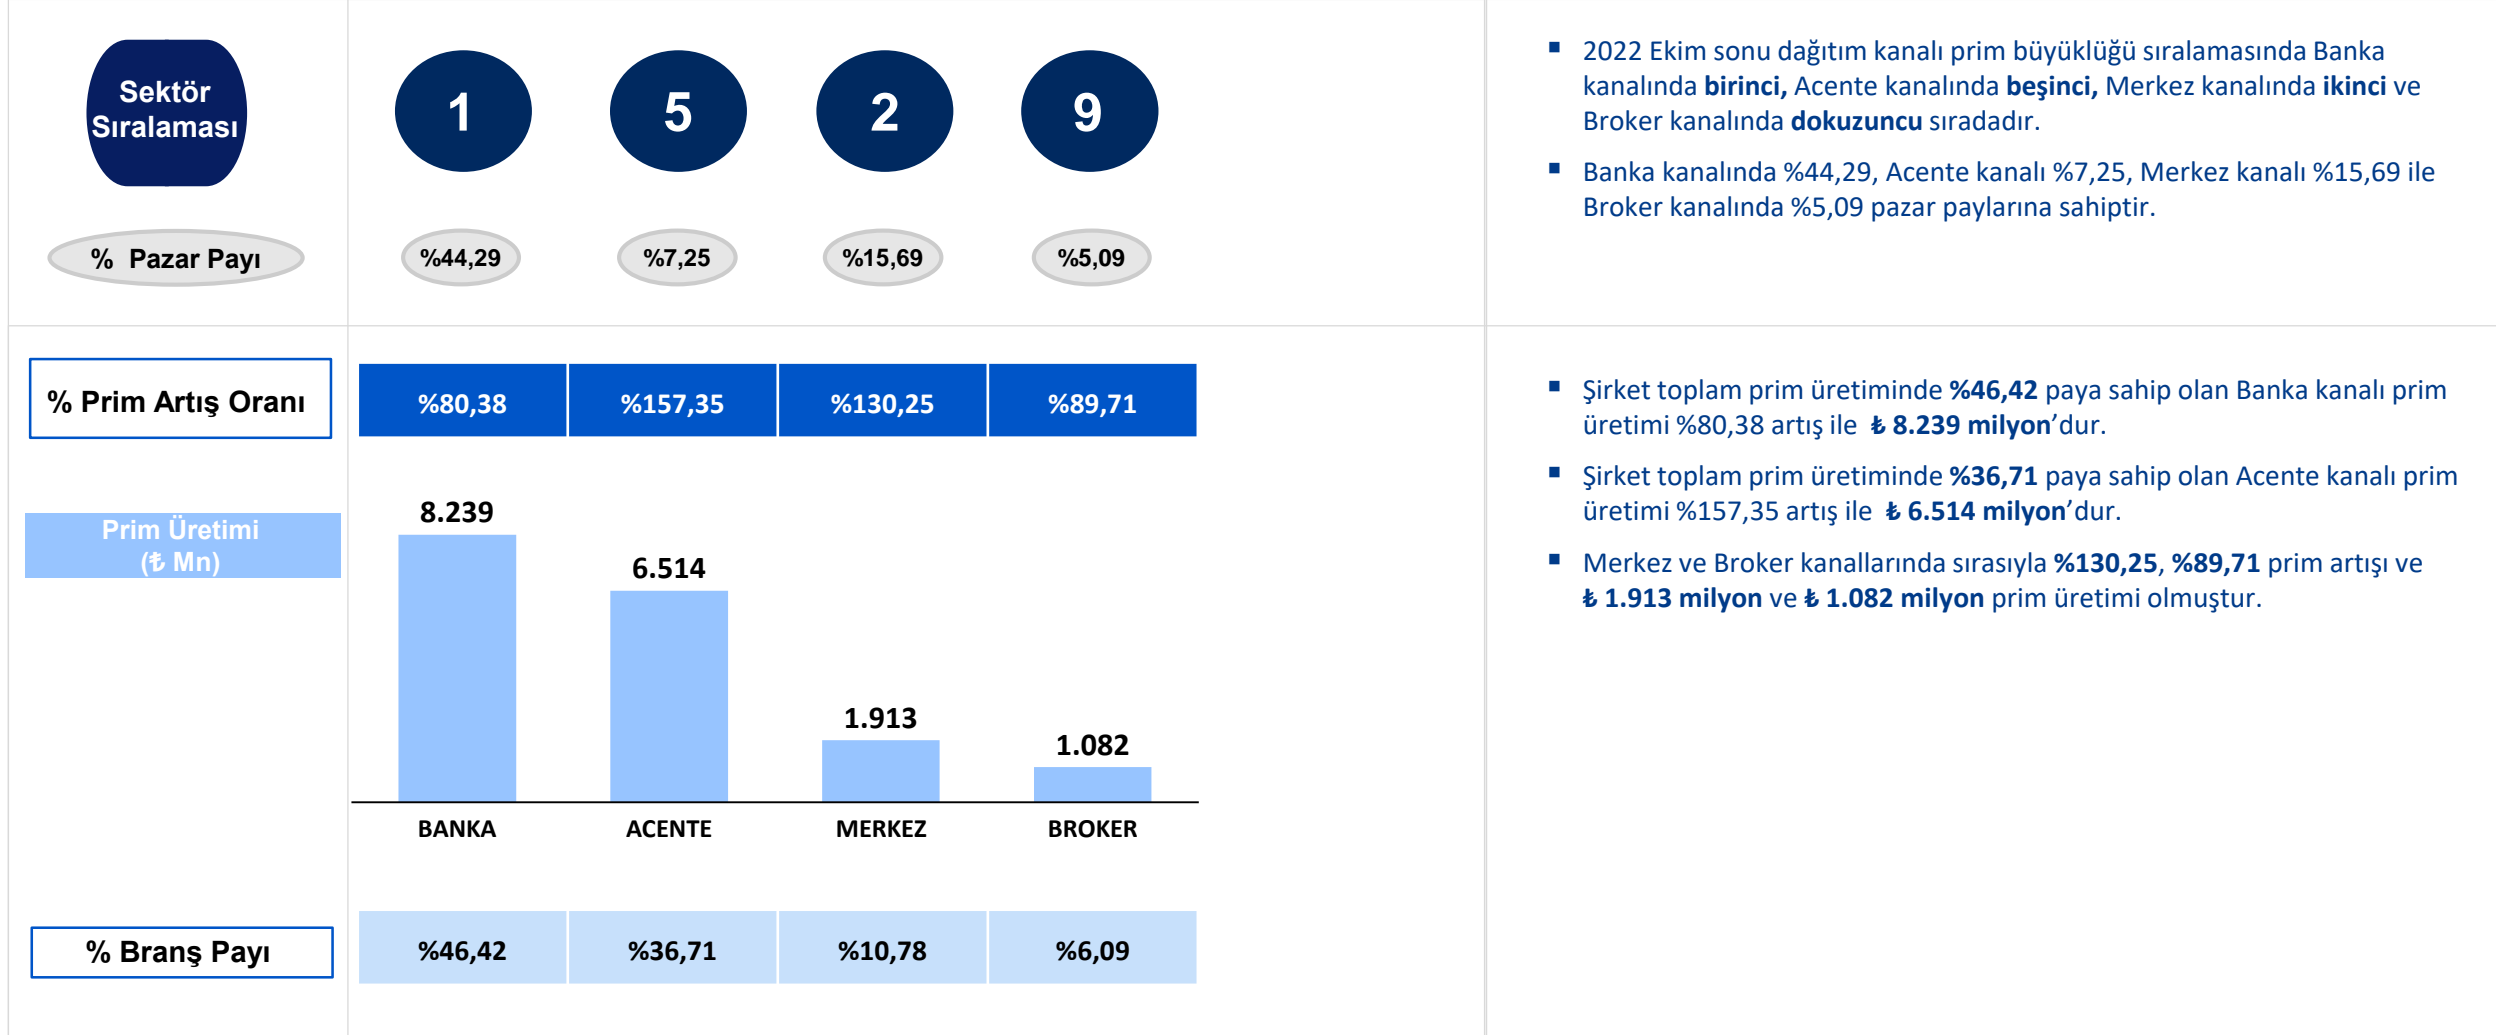 Sektör
Sıralaması
1
5
2
9
% Pazar Payı
%44,29
%7,25
%15,69
%5,09
▪ 2022 Ekim sonu dağıtım kanalı prim büyüklüğü sıralamasında Banka
kanalında birinci, Acente kanalında beşinci, Merkez kanalında ikinci ve
Broker kanalında dokuzuncu sıradadır.
▪ Banka kanalında %44,29, Acente kanalı %7,25, Merkez kanalı %15,69 ile
Broker kanalında %5,09 pazar paylarına sahiptir.
% Prim Artış Oranı
%80,38
%157,35
%130,25
%89,71
Prim Üretimi
(₺ Mn)
8.239
6.514
1.913
1.082
BANKA
ACENTE
MERKEZ
BROKER
% Branş Payı
%46,42
%36,71
%10,78
%6,09
▪ Şirket toplam prim üretiminde %46,42 paya sahip olan Banka kanalı prim
üretimi %80,38 artış ile ₺ 8.239 milyon’dur.
▪ Şirket toplam prim üretiminde %36,71 paya sahip olan Acente kanalı prim
üretimi %157,35 artış ile ₺ 6.514 milyon’dur.
▪ Merkez ve Broker kanallarında sırasıyla %130,25, %89,71 prim artışı ve
₺ 1.913 milyon ve ₺ 1.082 milyon prim üretimi olmuştur.